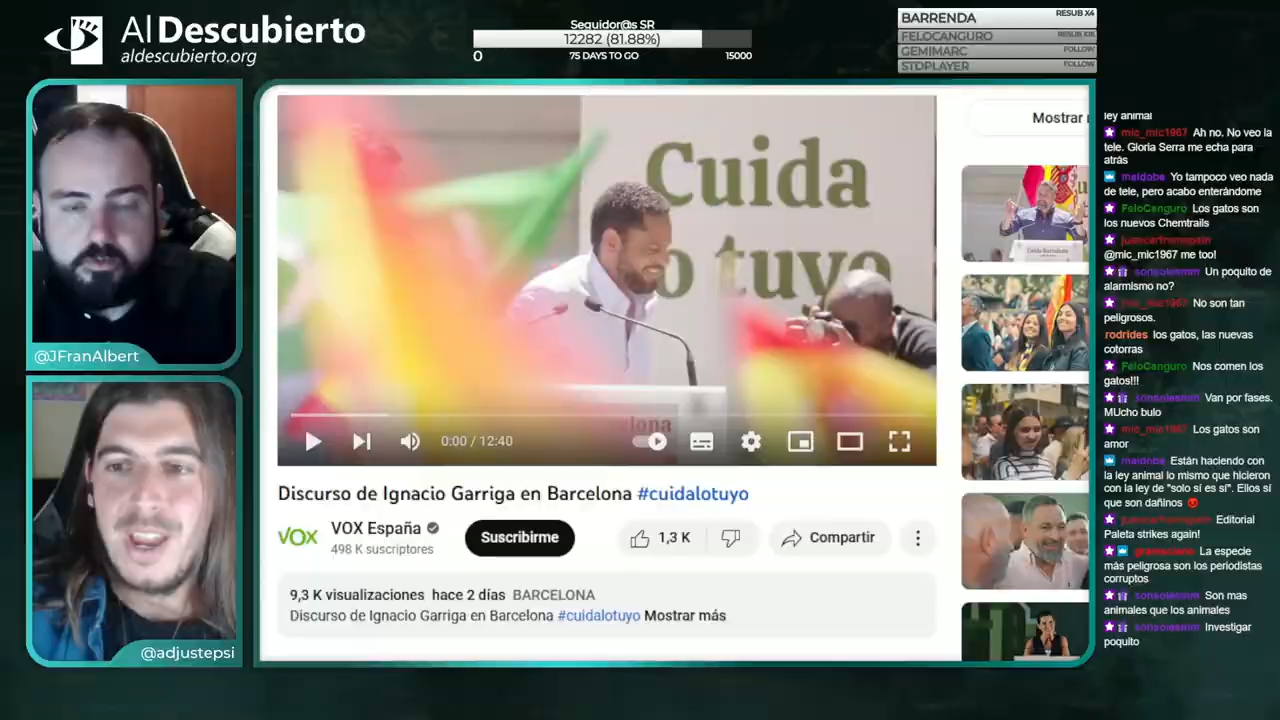 Al Descubierto
aldescubierto.org
Seguidor@s SR
12282 (81.88%)
0
75 DAYS TO GO
15000
BARRENDA
RESUB X4
FELOCANGURO
GEMIMARC
FOLLOW
STDPLAYER
FOLLOW
@JFranAlbert
@adjustepsi
Cuida
o tuyo
lona
0:00 / 12:40
Discurso de Ignacio Garriga en Barcelona #cuidalotuyo
VOX
VOX España
498 K suscriptores
Suscribirme
1,3 K
Compartir
9,3 K visualizaciones hace 2 días BARCELONA
Discurso de Ignacio Garriga en Barcelona #cuidalotuyo Mostrar más
Mostrar
ley animal
mic_mic1967 Ah no. No veo la
tele. Gloria Serra me echa para
atrás
maldobe Yo tampoco veo nada
de tele, pero acabo enterándome
FeloCanguro Los gatos son
los nuevos Chemtrails
@mic_mic1967 me too!
sonsolesmm Un poquito de
alarmismo no?
mic_mic1967 No son tan
peligrosos.
rodrides los gatos, las nuevas
cotorras
FeloCanguro Nos comen los
gatos!!!
sonsolesmm Van por fases.
MUcho bulo
mic_mic1967 Los gatos son
amor
maldobe Están haciendo con
la ley animal lo mismo que hicieron
con la ley de "solo sí es sí". Ellos sí
que son dañinos
Editorial
Paleta strikes again!
La especie
más peligrosa son los periodistas
corruptos
sonsolesmm Son mas
animales que los animales
sonsolesmm Investigar
poquito